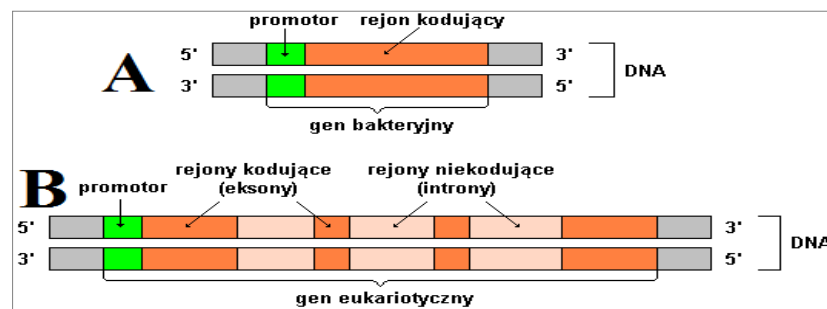 promotor rejon kodujący
5' 3'
A
DNA
3' 5'
gen bakteryjny
B
rejony kodujące rejony niekodujące
promotor (eksony) (introny)
5' 3'
DNA
3' 5'
gen eukariotyczny